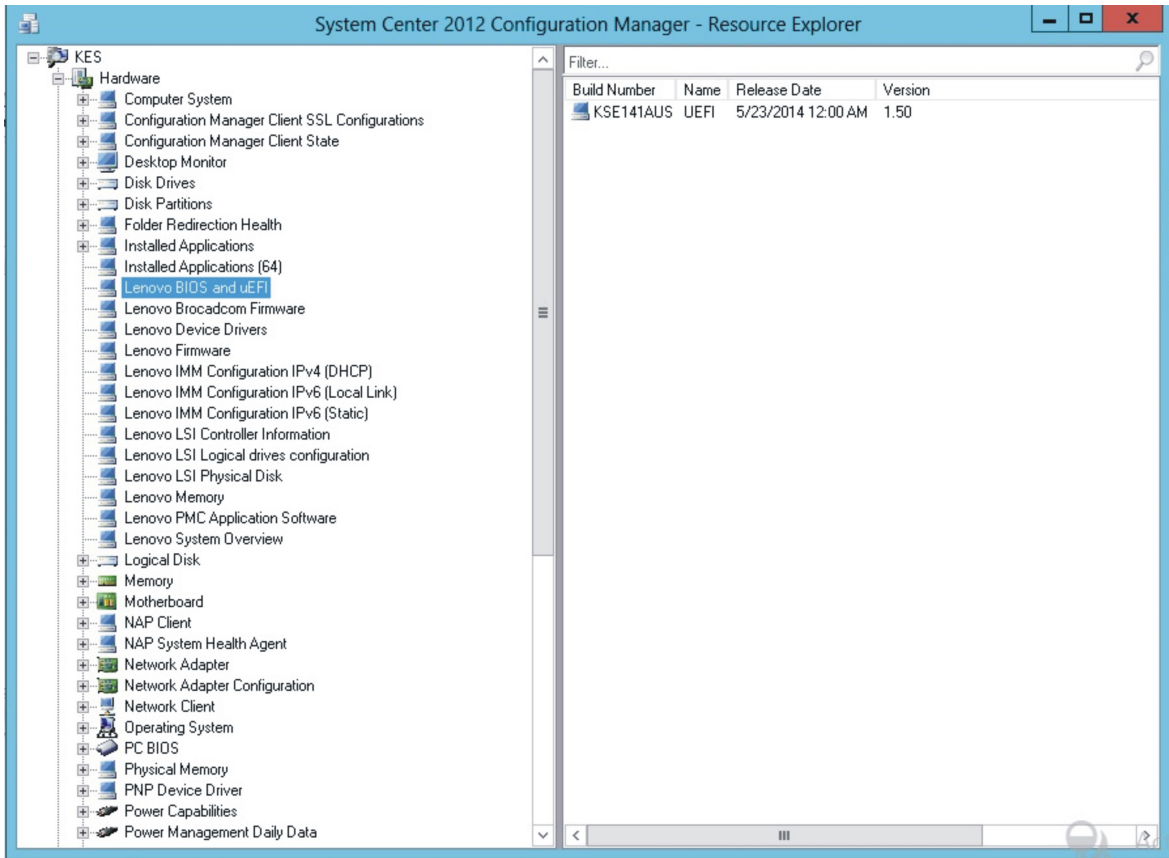 System Center 2012 Configuration Manager - Resource Explorer
KES
Hardware
Computer System
Configuration Manager Client SSL Configurations
Configuration Manager Client State
Desktop Monitor
Disk Drives
Disk Partitions
Folder Redirection Health
Installed Applications
Installed Applications (64)
Lenovo BIOS and uEFI
Lenovo Brocadcom Firmware
Lenovo Device Drivers
Lenovo Firmware
Lenovo IMM Configuration IPv4 (DHCP)
Lenovo IMM Configuration IPv6 (Local Link)
Lenovo IMM Configuration IPv6 (Static)
Lenovo LSI Controller Information
Lenovo LSI Logical drives configuration
Lenovo LSI Physical Disk
Lenovo Memory
Lenovo PMC Application Software
Lenovo System Overview
Logical Disk
Memory
Motherboard
NAP Client
NAP System Health Agent
Network Adapter
Network Adapter Configuration
Network Client
Operating System
PC BIOS
Physical Memory
PNP Device Driver
Power Capabilities
Power Management Daily Data
Filter...
Build Number Name Release Date Version
KSE141AUS UEFI 5/23/2014 12:00 AM 1.50